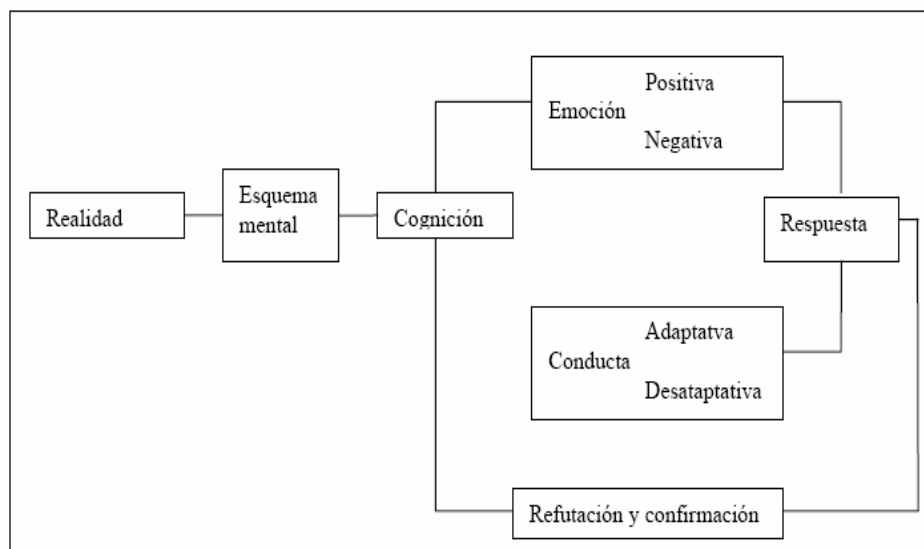 Positiva
Emoción
Negativa
Realidad
Esquema
mental
Cognición
Respuesta
Adaptatva
Conducta
Desataptativa
Refutación y confirmación